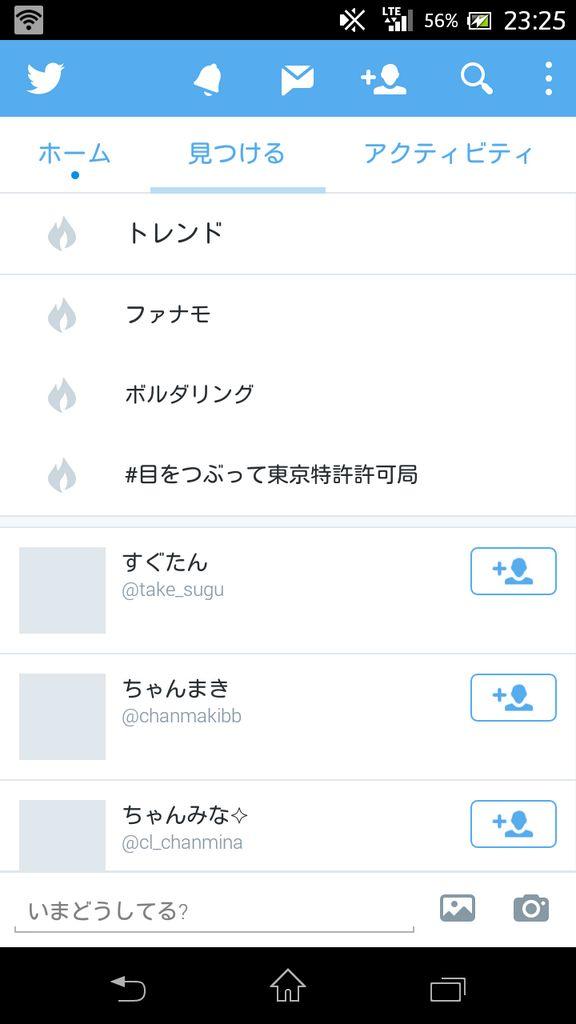 LTE 56% 23:25
ホーム 見つける アクティビティ
トレンド
ファナモ
ボルダリング
#目をつぶって東京特許許可局
すぐたん
@take_sugu
ちゃんまき
@chanmakibb
ちゃんみな✧
@cl_chanmina
いまどうしてる?